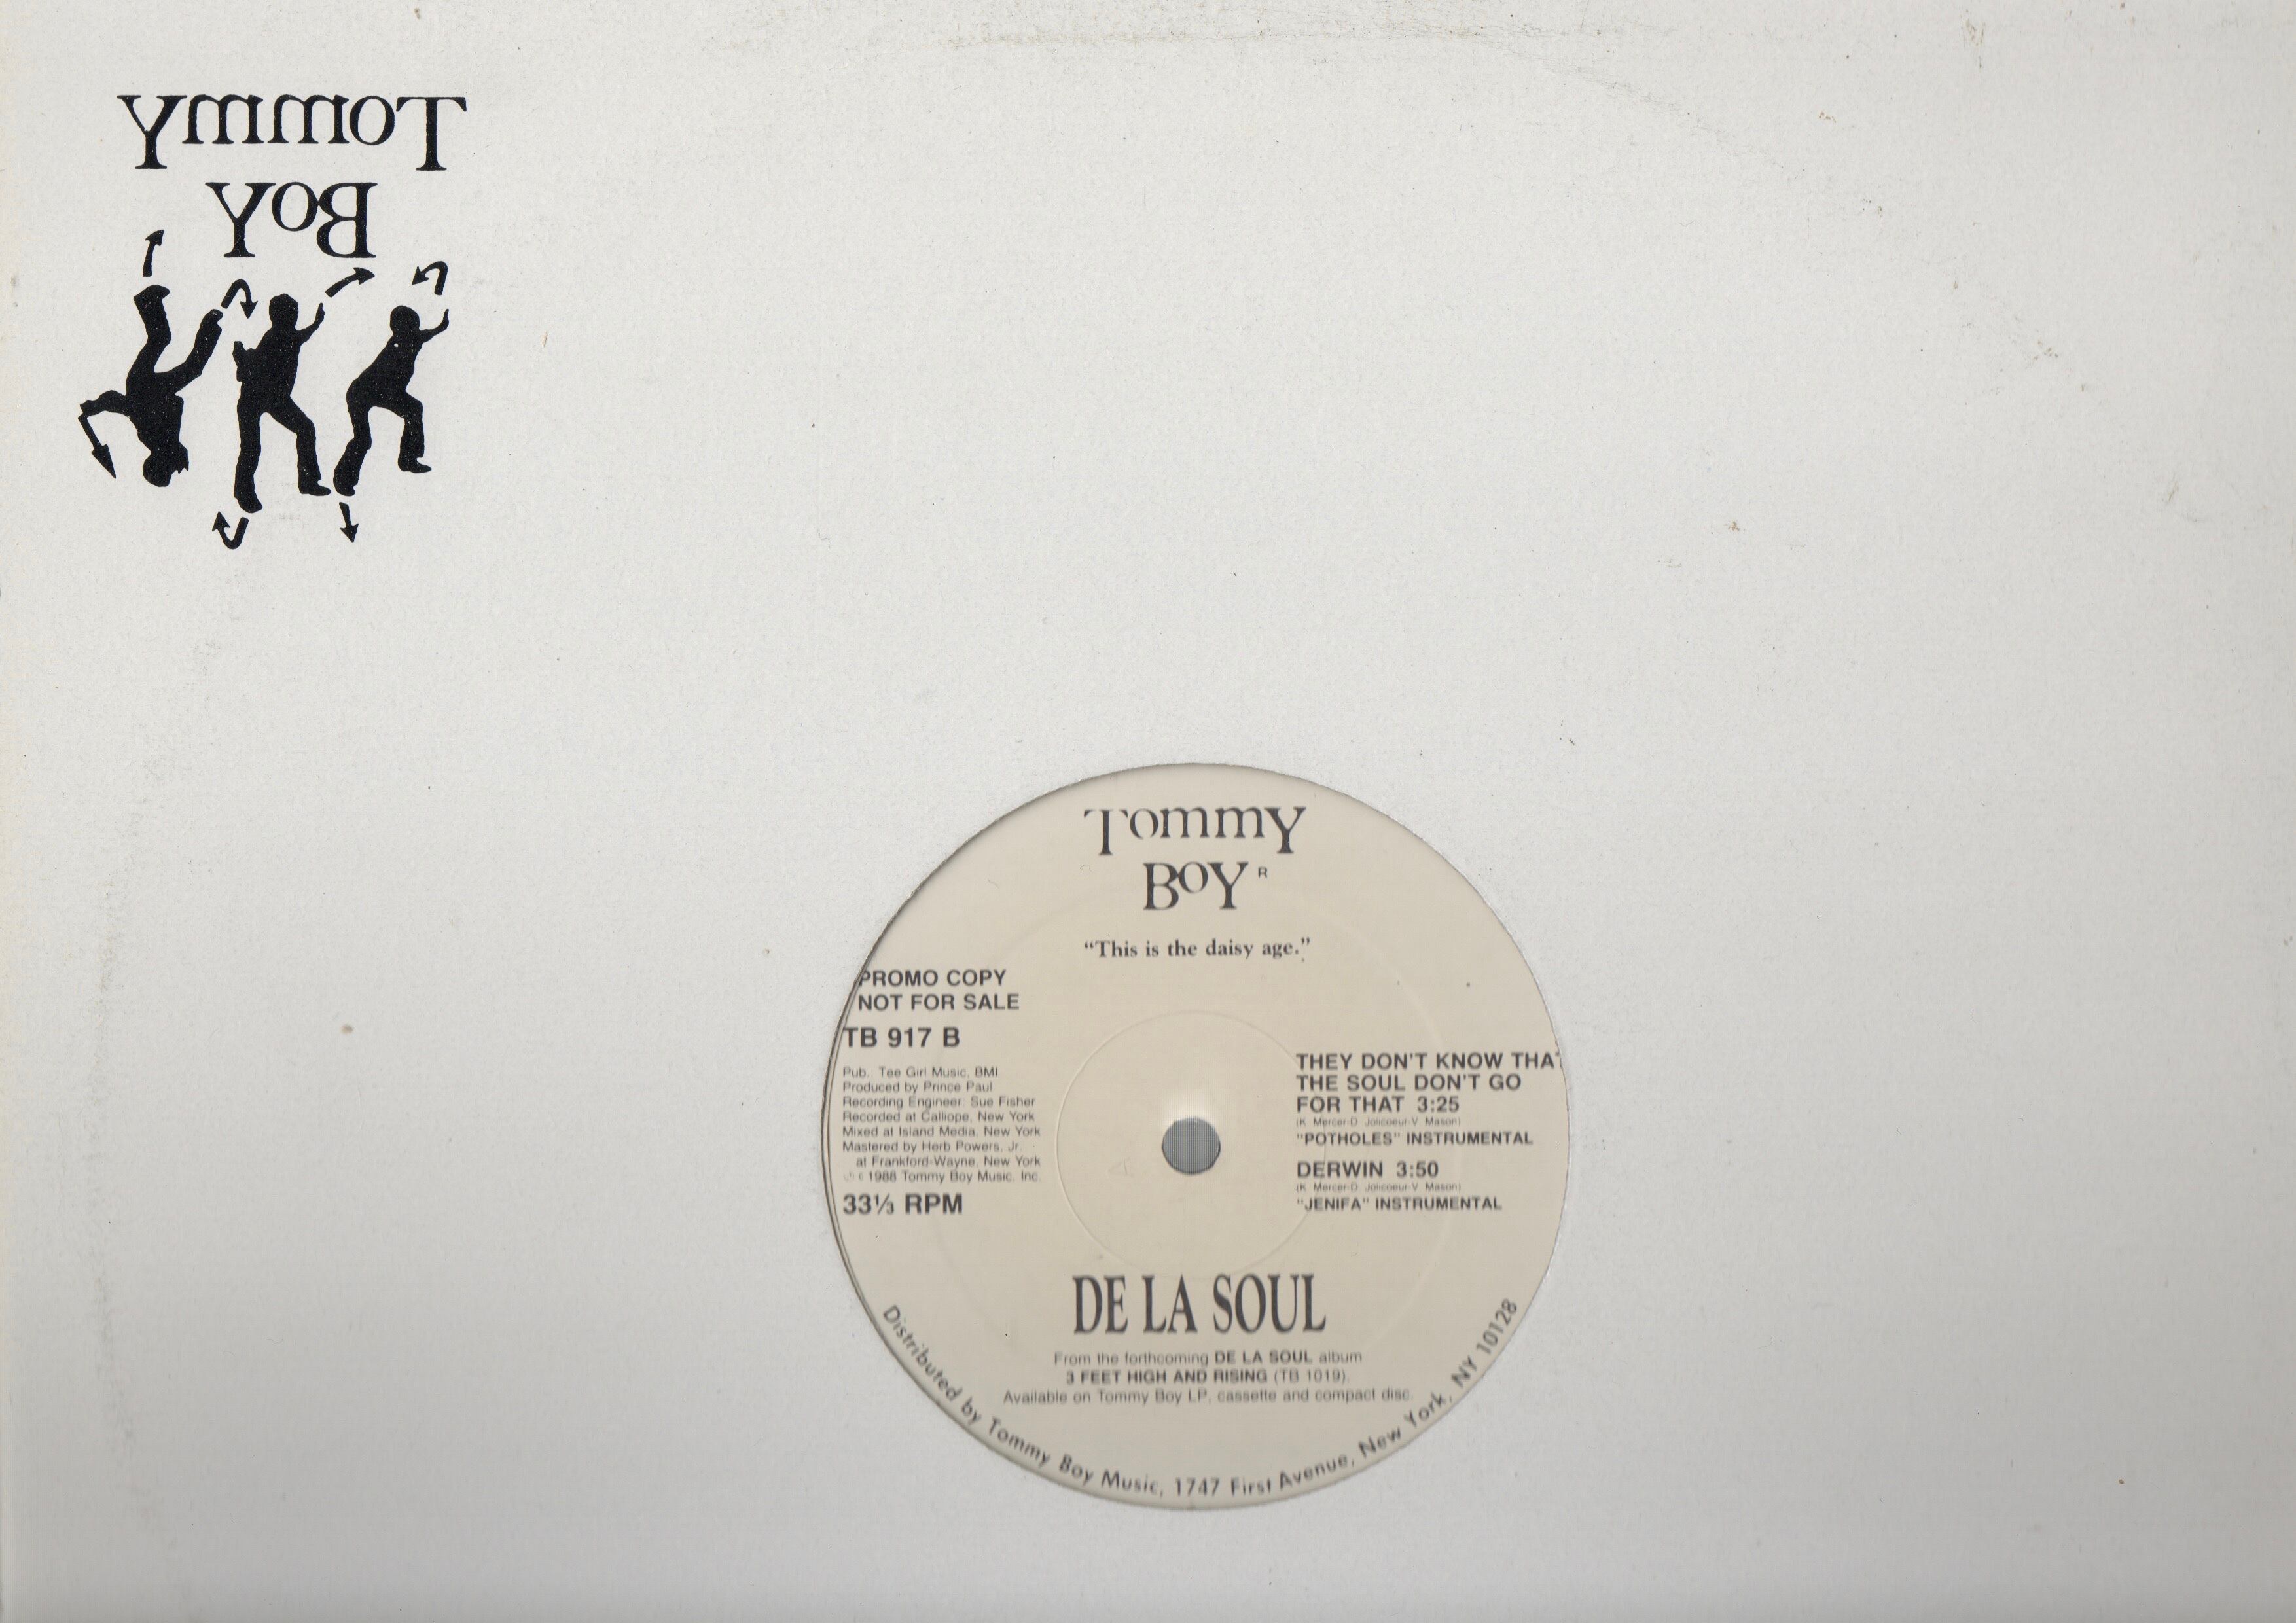 Tommy
Boy
Tommy
Boy R
“This is the daisy age.”
PROMO COPY
NOT FOR SALE
TB 917 B
Pub.: Tee Girl Music, BMI
Produced by Prince Paul
Recording Engineer: Sue Fisher
Recorded at Calliope, New York
Mixed at Island Media, New York
Mastered by Herb Powers, Jr.
at Frankford-Wayne, New York
1988 Tommy Boy Music, Inc.
33⅓ RPM
THEY DON'T KNOW THAT
THE SOUL DON'T GO
FOR THAT 3:25
(K. Mercer-D. Jolicoeur-V. Mason)
"POTHOLES" INSTRUMENTAL
DERWIN 3:50
(K. Mercer-D. Jolicoeur-V. Mason)
"JENIFA" INSTRUMENTAL
DE LA SOUL
From the forthcoming DE LA SOUL album
3 FEET HIGH AND RISING (TB 1019).
Available on Tommy Boy LP, cassette and compact disc.
Distributed by Tommy Boy Music, 1747 First Avenue, New York, NY 10128